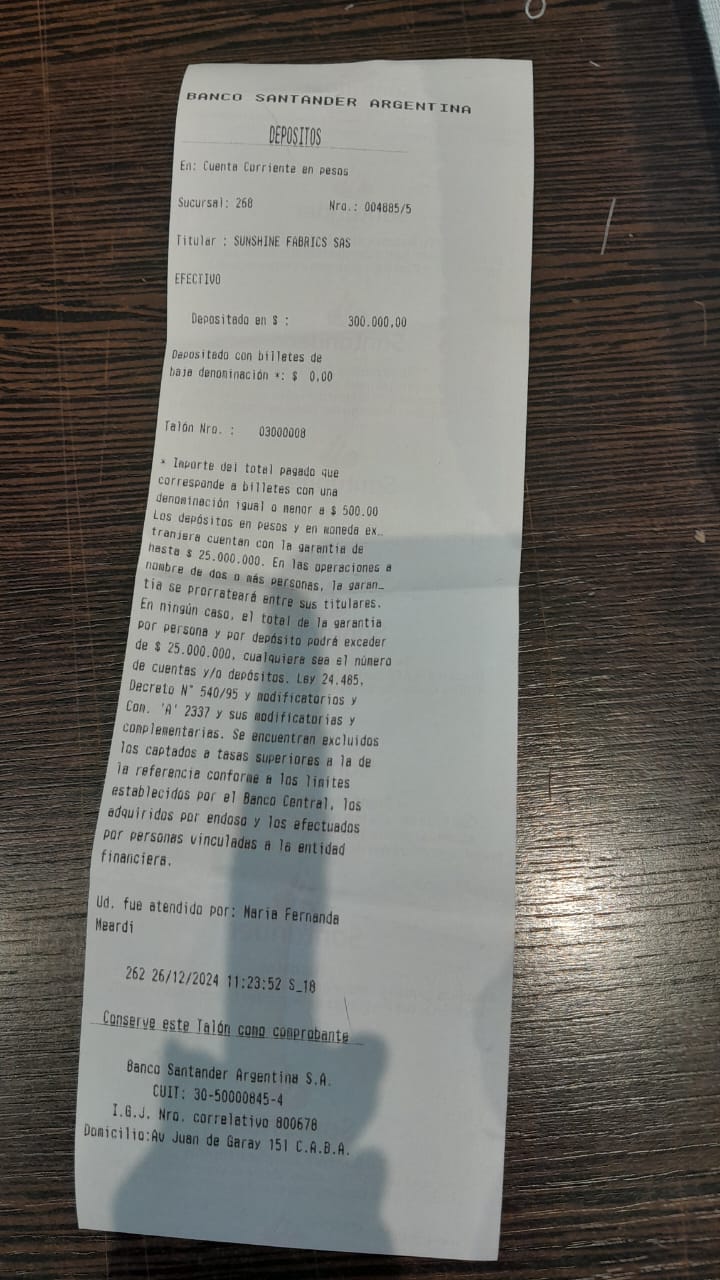 BANCO SANTANDER ARGENTINA
DEPOSITOS
En: Cuenta Corriente en pesos
Sucursal: 268 Nro.: 004885/5
Titular : SUNSHINE FABRICS SAS
EFECTIVO
Depositado en $ : 300.000,00
Depositado con billetes de
baja denominación *: $ 0,00
Talón Nro. : 03000008
* Importe del total pagado que
corresponde a billetes con una
denominación igual o menor a $ 500.00
Los depósitos en pesos y en moneda ex_
tranjera cuentan con la garantía de
hasta $ 25.000.000. En las operaciones a
nombre de dos o más personas, la garan_
tía se prorrateará entre sus titulares.
En ningún caso, el total de la garantía
por persona y por depósito podrá exceder
de $ 25.000.000, cualquiera sea el número
de cuentas y/o depósitos. Ley 24.485,
Decreto N° 540/95 y modificatorios y
Com. 'A' 2337 y sus modificatorias y
complementarias. Se encuentran excluidos
los captados a tasas superiores a la de
la referencia conforme a los límites
establecidos por el Banco Central, los
adquiridos por endoso y los efectuados
por personas vinculadas a la entidad
financiera.
Ud. fue atendido por: Maria Fernanda
Meardi
262 26/12/2024 11:23:52 S_18
Conserve este Talón como comprobante
Banco Santander Argentina S.A.
CUIT: 30-50000845-4
I.G.J. Nro. correlativo 800678
Domicilio:Av Juan de Garay 151 C.A.B.A.